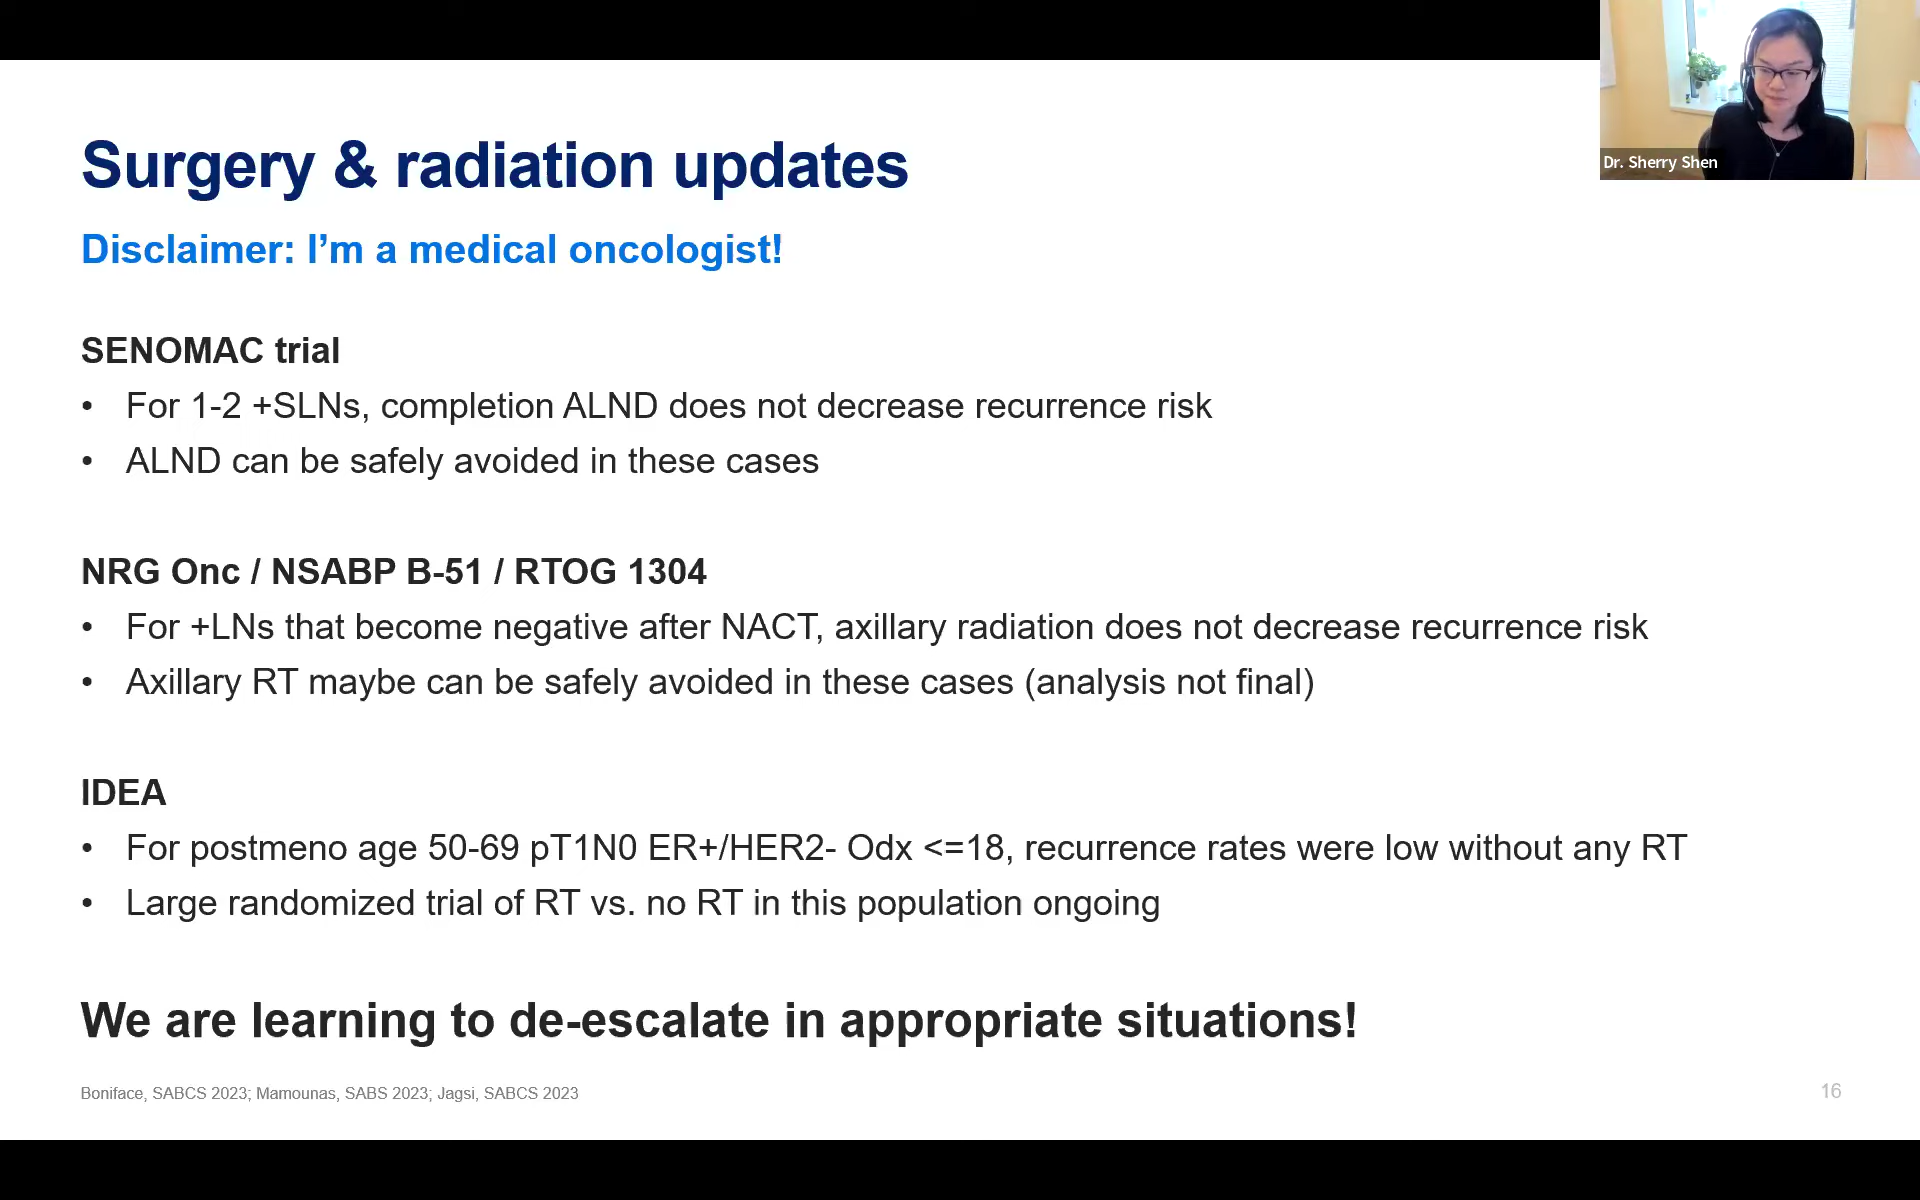 Dr. Sherry Shen
Surgery & radiation updates
Disclaimer: I’m a medical oncologist!
SENOMAC trial
• For 1-2 +SLNs, completion ALND does not decrease recurrence risk
• ALND can be safely avoided in these cases
NRG Onc / NSABP B-51 / RTOG 1304
• For +LNs that become negative after NACT, axillary radiation does not decrease recurrence risk
• Axillary RT maybe can be safely avoided in these cases (analysis not final)
IDEA
• For postmeno age 50-69 pT1N0 ER+/HER2- Odx <=18, recurrence rates were low without any RT
• Large randomized trial of RT vs. no RT in this population ongoing
We are learning to de-escalate in appropriate situations!
Boniface, SABCS 2023; Mamounas, SABS 2023; Jagsi, SABCS 2023
16